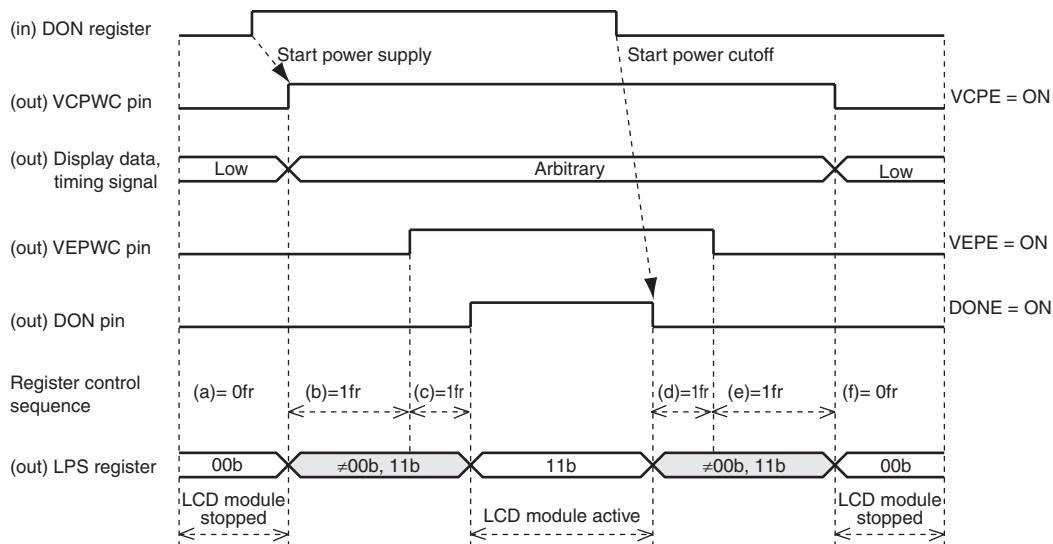 (in) DON register
Start power supply
Start power cutoff
(out) VCPWC pin
VCPE = ON
(out) Display data,
timing signal
Low
Arbitrary
Low
(out) VEPWC pin
VEPE = ON
(out) DON pin
DONE = ON
Register control
sequence
(a)= 0fr
(b)=1fr
(c)=1fr
(d)=1fr
(e)=1fr
(f)= 0fr
(out) LPS register
00b
≠00b, 11b
11b
≠00b, 11b
00b
LCD module
stopped
LCD module active
LCD module
stopped